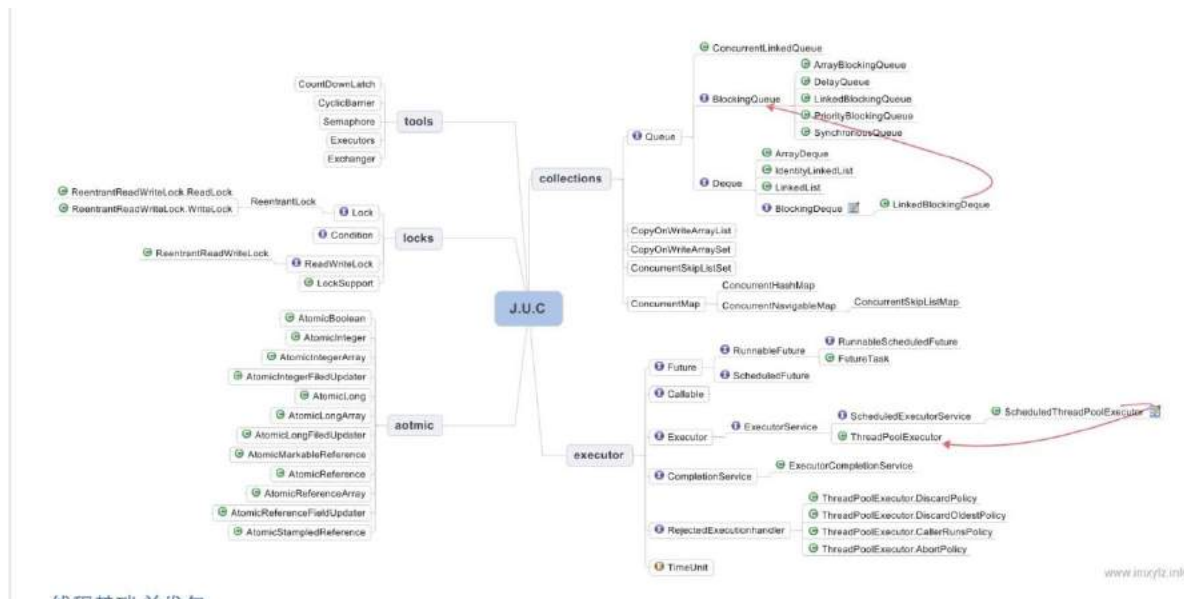 J.U.C
tools
CountDownLatch
CyclicBarrier
Semaphore
Executors
Exchanger
locks
Lock
ReentrantLock
ReentrantReadWriteLock.ReadLock
ReentrantReadWriteLock.WriteLock
Condition
ReadWriteLock
ReentrantReadWriteLock
LockSupport
aotmic
AtomicBoolean
AtomicInteger
AtomicIntegerArray
AtomicIntegerFiledUpdater
AtomicLong
AtomicLongArray
AtomicLongFiledUpdater
AtomicMarkableReference
AtomicReference
AtomicReferenceArray
AtomicReferenceFieldUpdater
AtomicStampedReference
collections
Queue
ConcurrentLinkedQueue
BlockingQueue
ArrayBlockingQueue
DelayQueue
LinkedBlockingQueue
PriorityBlockingQueue
SynchronousQueue
Deque
ArrayDeque
IdentityLinkedList
LinkedList
BlockingDeque
LinkedBlockingDeque
CopyOnWriteArrayList
CopyOnWriteArraySet
ConcurrentSkipListSet
ConcurrentMap
ConcurrentHashMap
ConcurrentNavigableMap
ConcurrentSkipListMap
executor
Future
RunnableFuture
RunnableScheduledFuture
FutureTask
ScheduledFuture
Callable
Executor
ExecutorService
ScheduledExecutorService
ScheduledThreadPoolExecutor
ThreadPoolExecutor
CompletionService
ExecutorCompletionService
RejectedExecutionhandler
ThreadPoolExecutor.DiscardPolicy
ThreadPoolExecutor.DiscardOldestPolicy
ThreadPoolExecutor.CallerRunsPolicy
ThreadPoolExecutor.AbortPolicy
TimeUnit